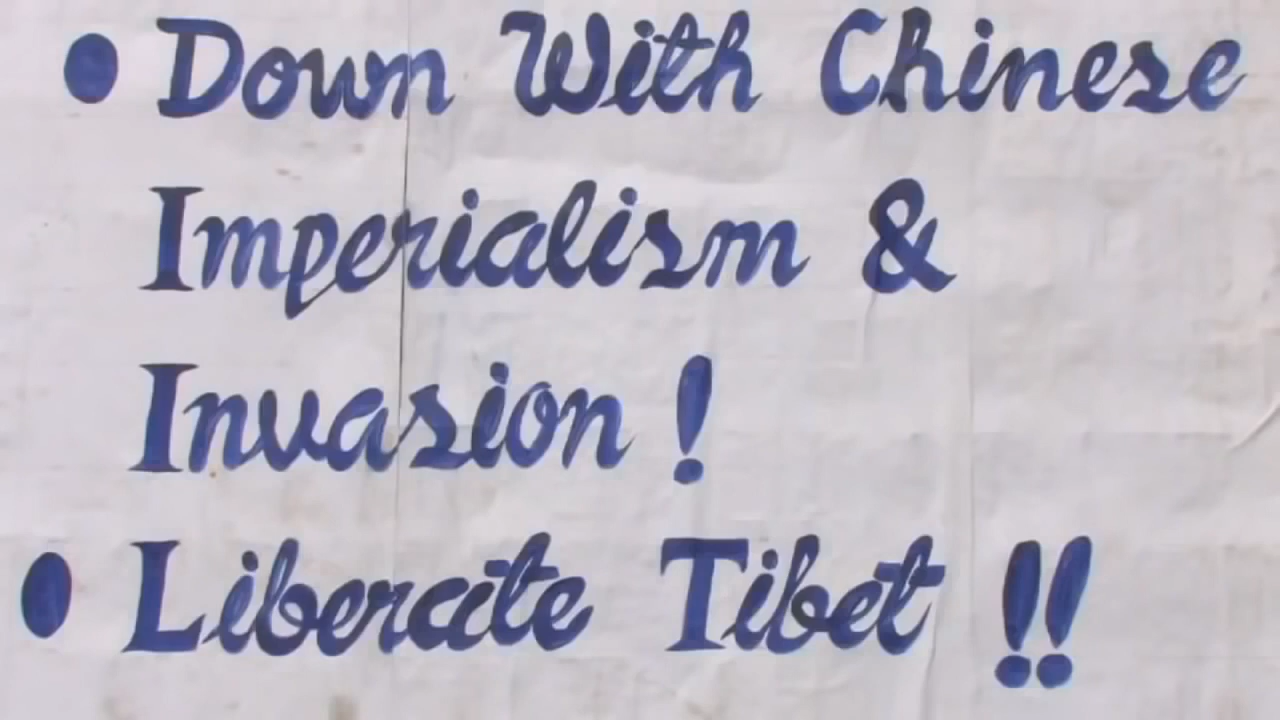 • Down With Chinese
Imperialism &
Invasion !
• Liberate Tibet !!